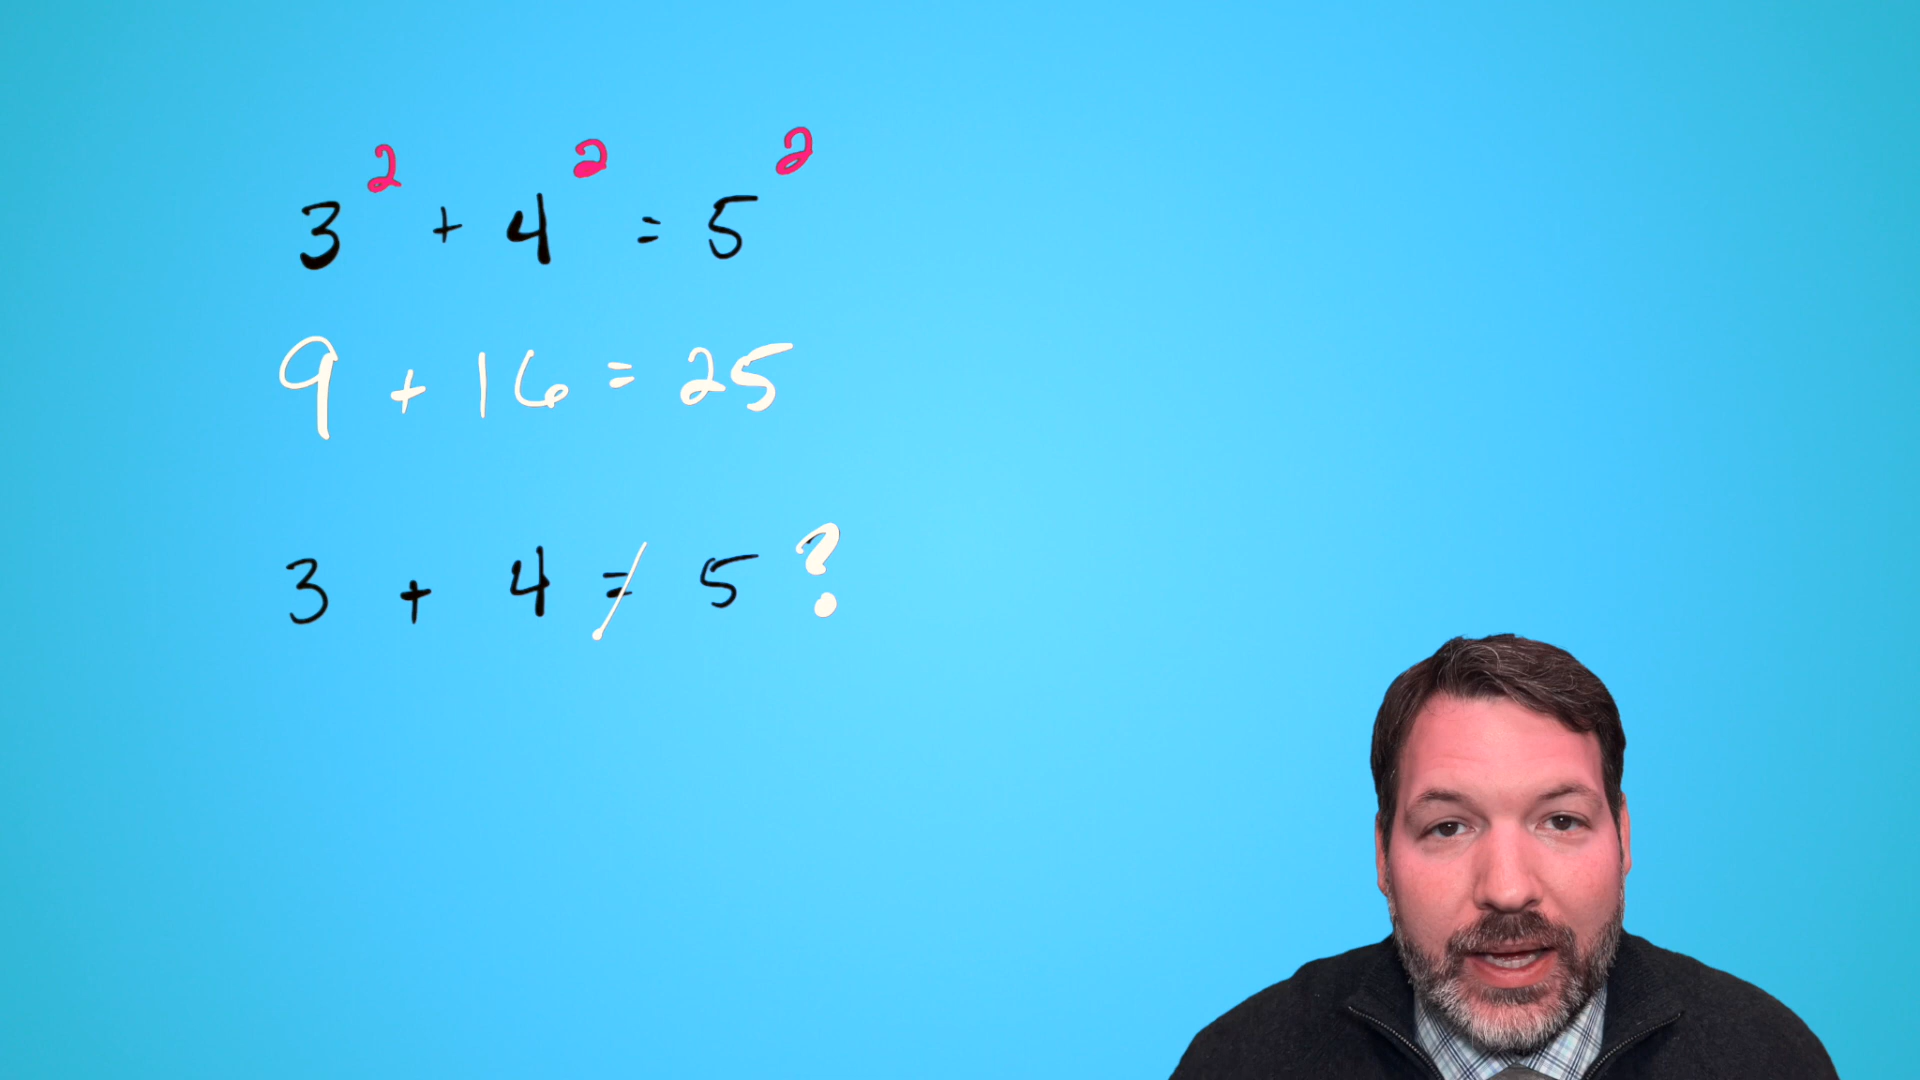 3² + 4² = 5²
9 + 16 = 25
3 + 4 ≠ 5?